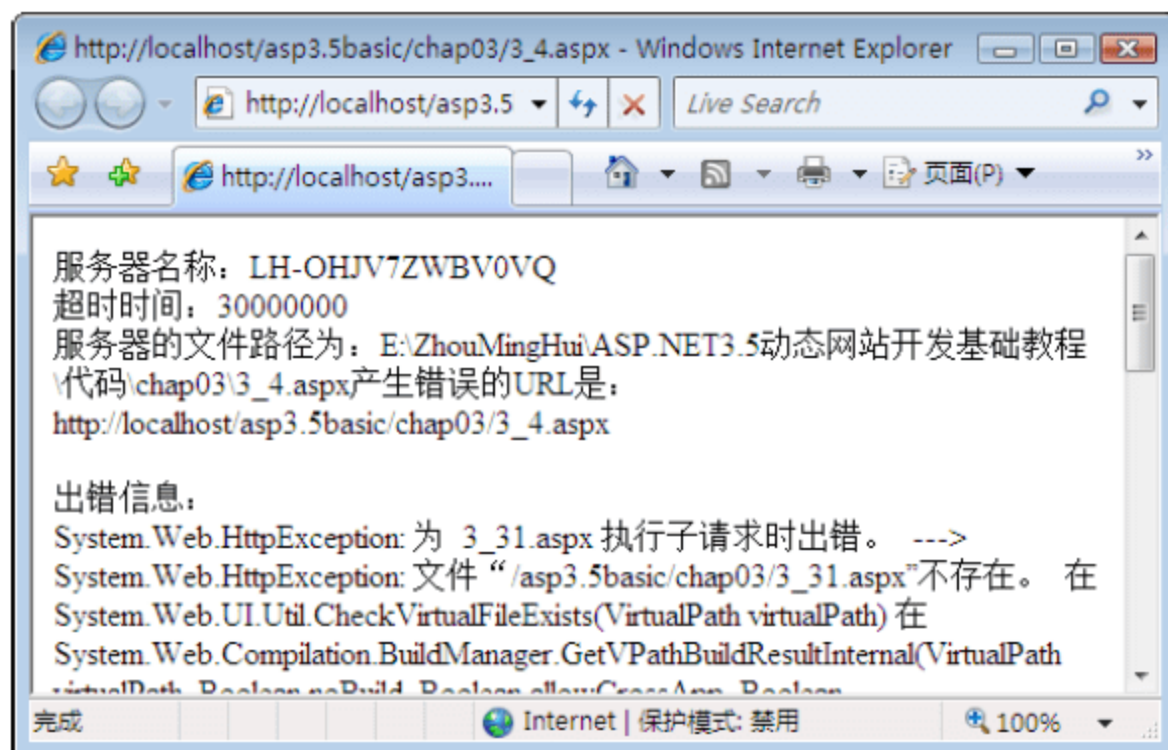 http://localhost/asp3.5basic/chap03/3_4.aspx - Windows Internet Explorer
http://localhost/asp3.5
Live Search
http://localhost/asp3....
页面(P)
服务器名称：LH-OHJV7ZWBV0VQ
超时时间：30000000
服务器的文件路径为：E:\ZhouMingHui\ASP.NET3.5动态网站开发基础教程
\代码\chap03\3_4.aspx产生错误的URL是：
http://localhost/asp3.5basic/chap03/3_4.aspx
出错信息：
System.Web.HttpException: 为 3_31.aspx 执行子请求时出错。 --->
System.Web.HttpException: 文件“/asp3.5basic/chap03/3_31.aspx”不存在。 在
System.Web.UI.Util.CheckVirtualFileExists(VirtualPath virtualPath) 在
System.Web.Compilation.BuildManager.GetVPathBuildResultInternal(VirtualPath
virtualPath, Boolean noBuild, Boolean allowCrossApp, Boolean
完成
Internet | 保护模式: 禁用
100%